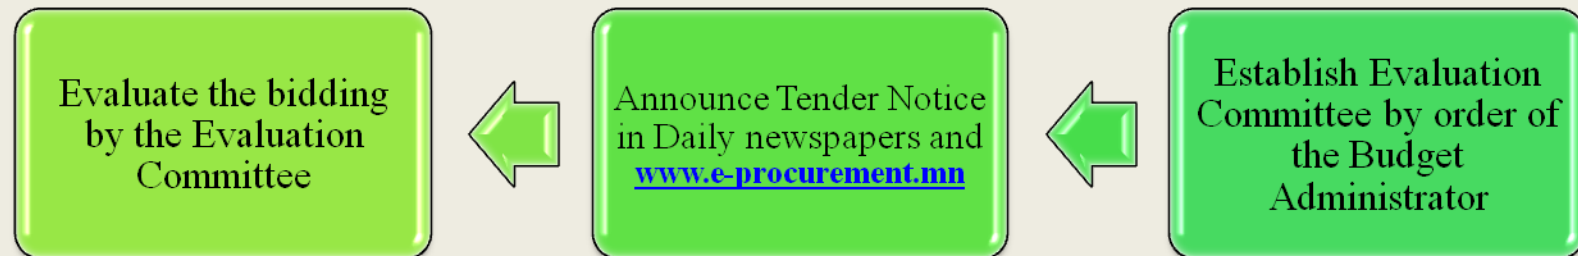 Evaluate the bidding
by the Evaluation
Committee
Announce Tender Notice
in Daily newspapers and
www.e-procurement.mn
Establish Evaluation
Committee by order of
the Budget
Administrator